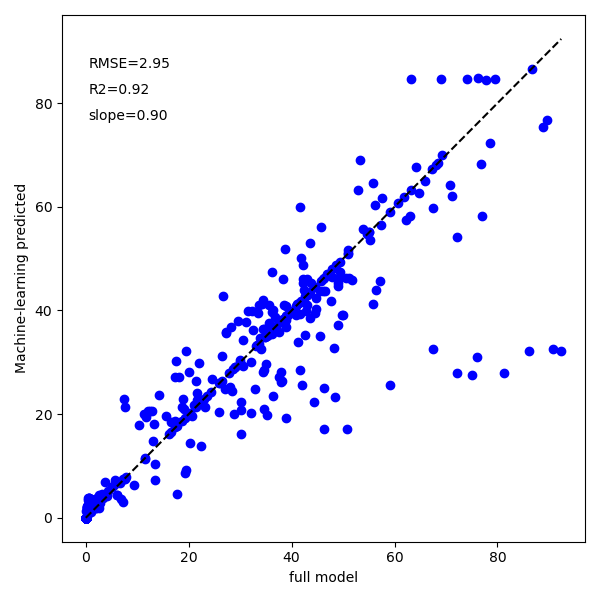 RMSE=2.95
R2=0.92
slope=0.90
80
60
40
20
0
Machine-learning predicted
0 20 40 60 80
full model